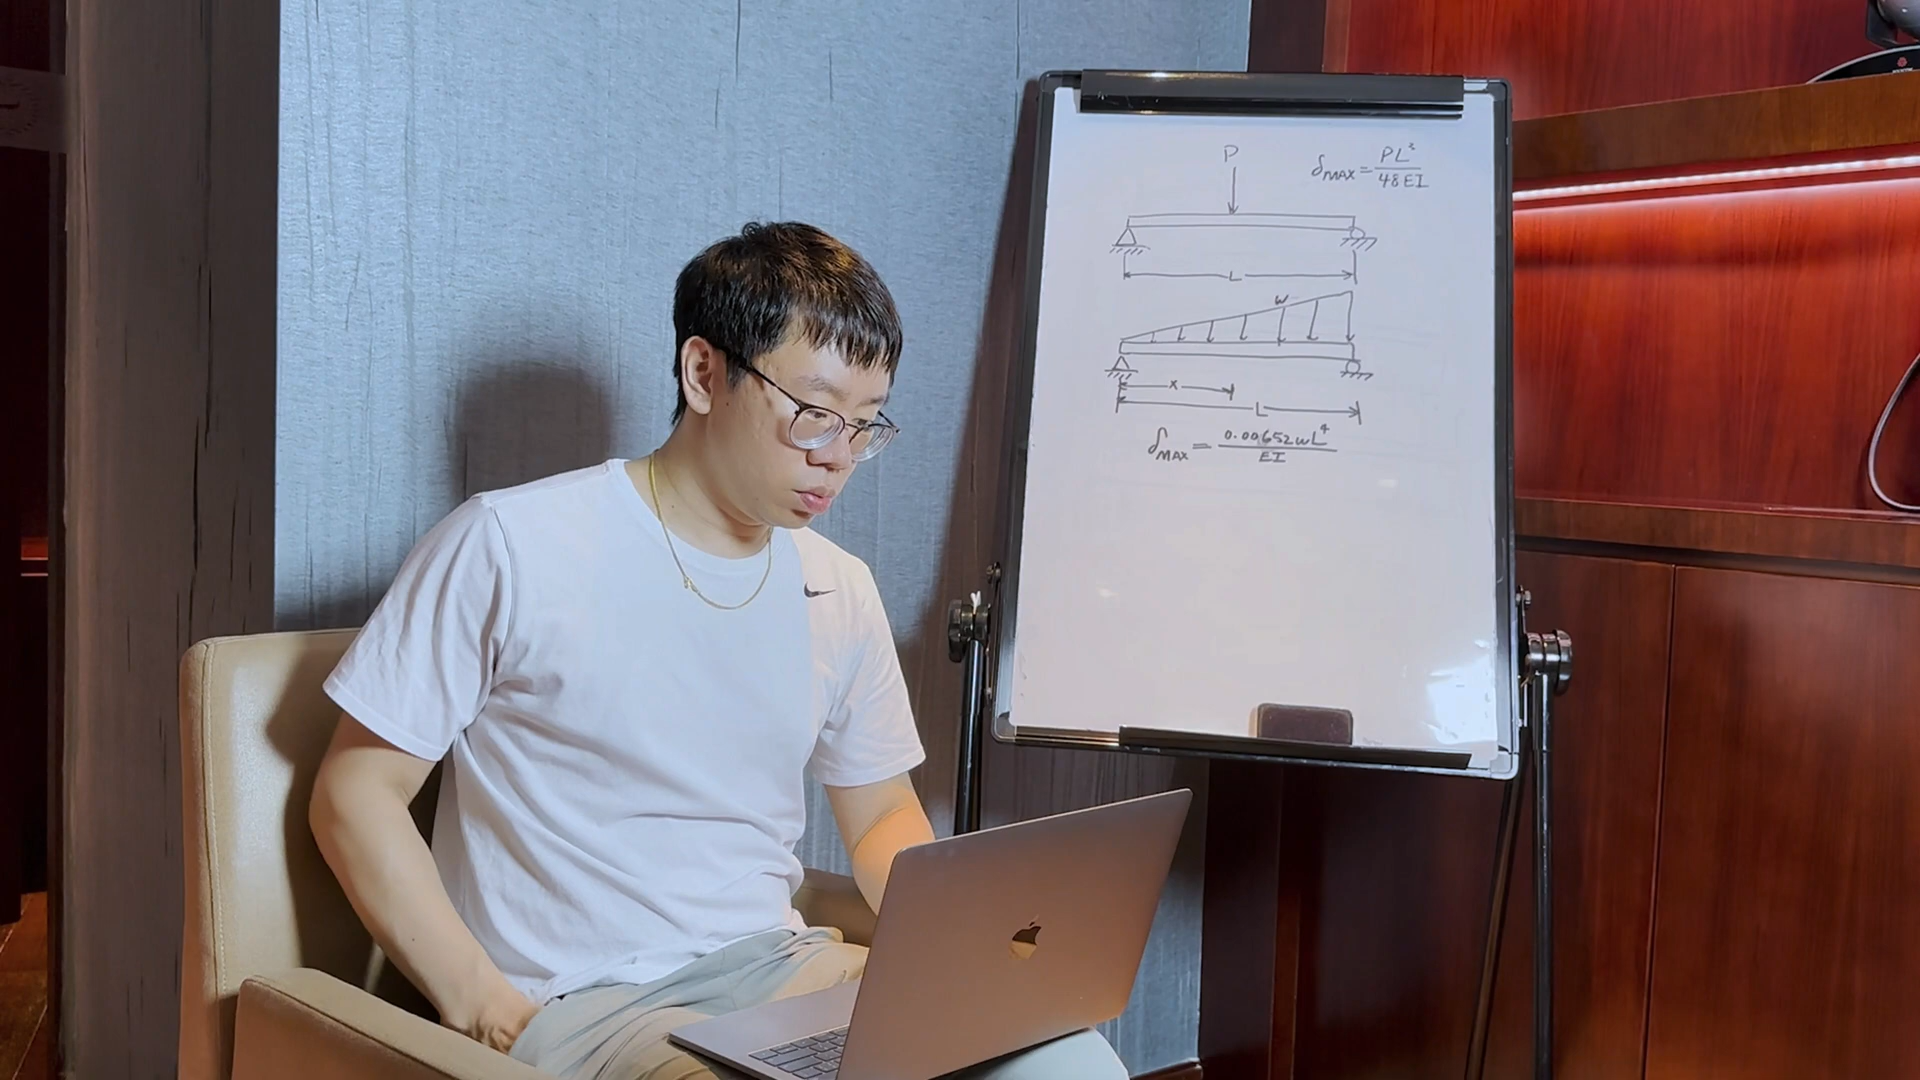 P
δMAX = PL³/48EI
L
w
x
L
δMAX = 0.00652wL⁴/EI